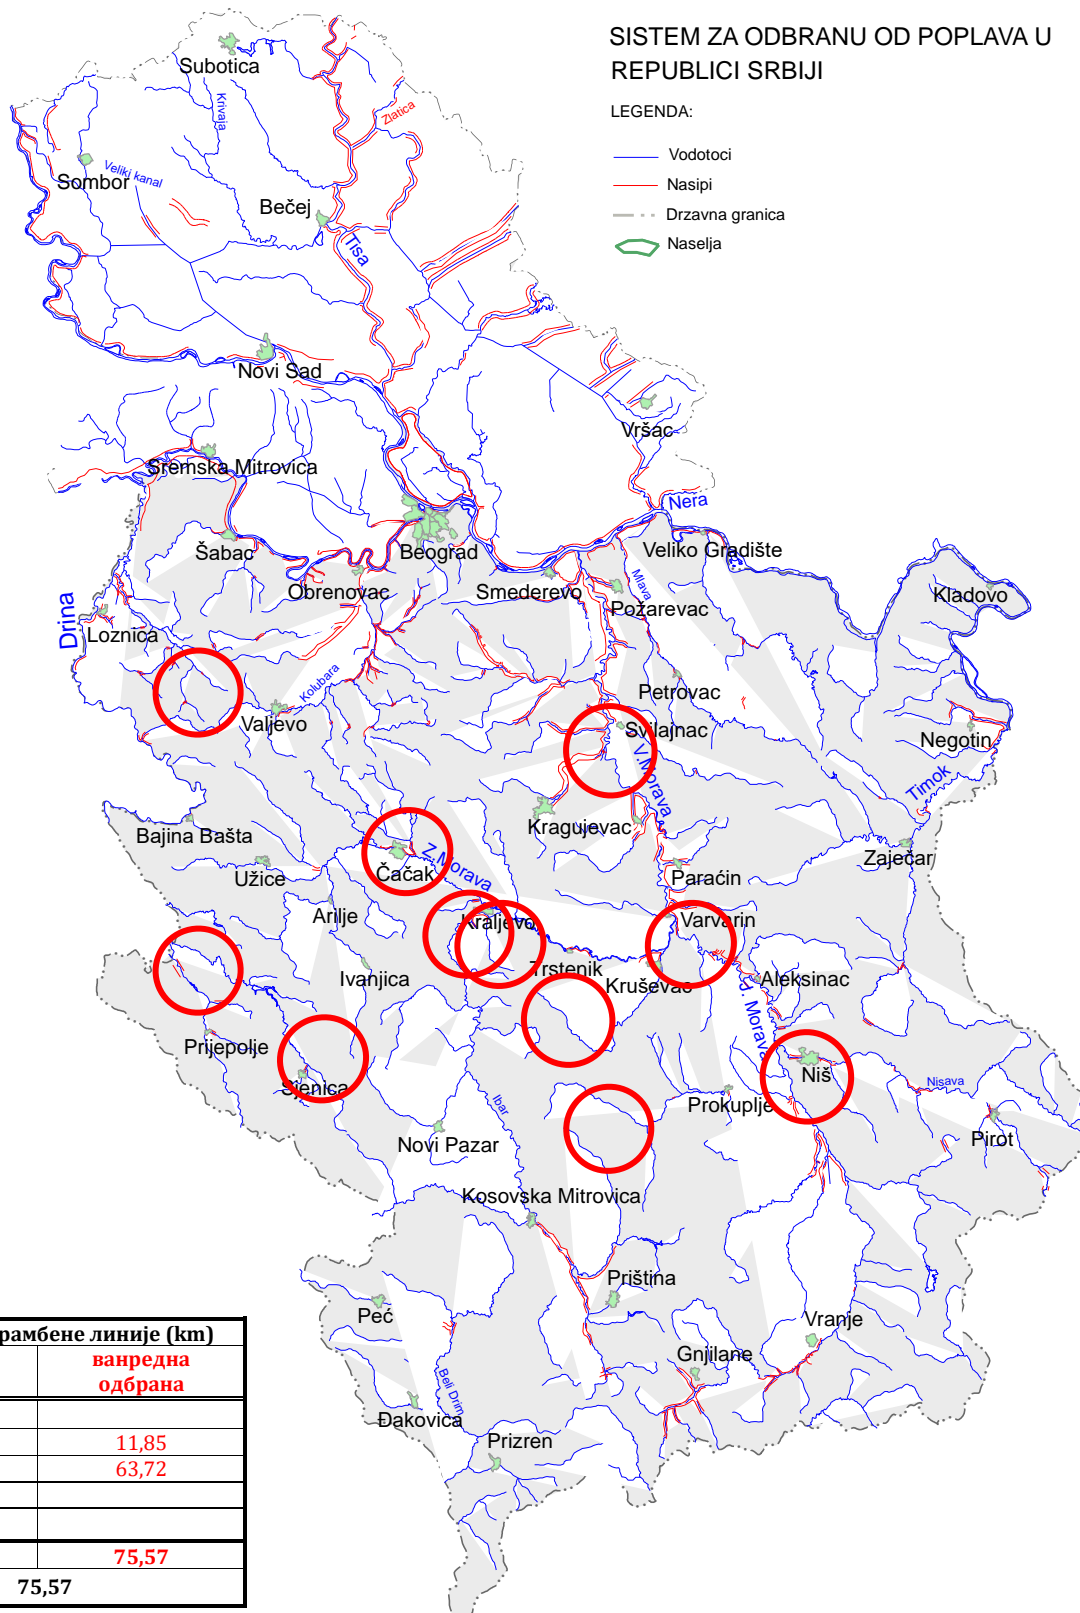 SISTEM ZA ODBRANU OD POPLAVA U
REPUBLICI SRBIJI
LEGENDA:
Vodotoci
Nasipi
Drzavna granica
Naselja
Subotica
Krivaja
Zlatica
Sombor
Veliki kanal
Bečej
Tisa
Novi Sad
Vršac
Sremska Mitrovica
Nera
Šabac
Beograd
Veliko Gradište
Obrenovac
Smederevo
Mlava
Požarevac
Kladovo
Drina
Loznica
Kolubara
Petrovac
Valjevo
Svilajnac
Negotin
V.Morava
Timok
Bajina Bašta
Kragujevac
Zaječar
Užice
Čačak
Z.Morava
Paraćin
Arilje
Kraljevo
Varvarin
Ivanjica
Trstenik
Kruševac
Aleksinac
J. Morava
Prijepolje
Sjenica
Niš
Nisava
Ibar
Prokuplje
Pirot
Novi Pazar
Kosovska Mitrovica
Priština
Peć
Vranje
Gnjilane
Beli Drim
Đakovica
Prizren
рамбене линије (km)
ванредна
одбрана
11,85
63,72
75,57
75,57